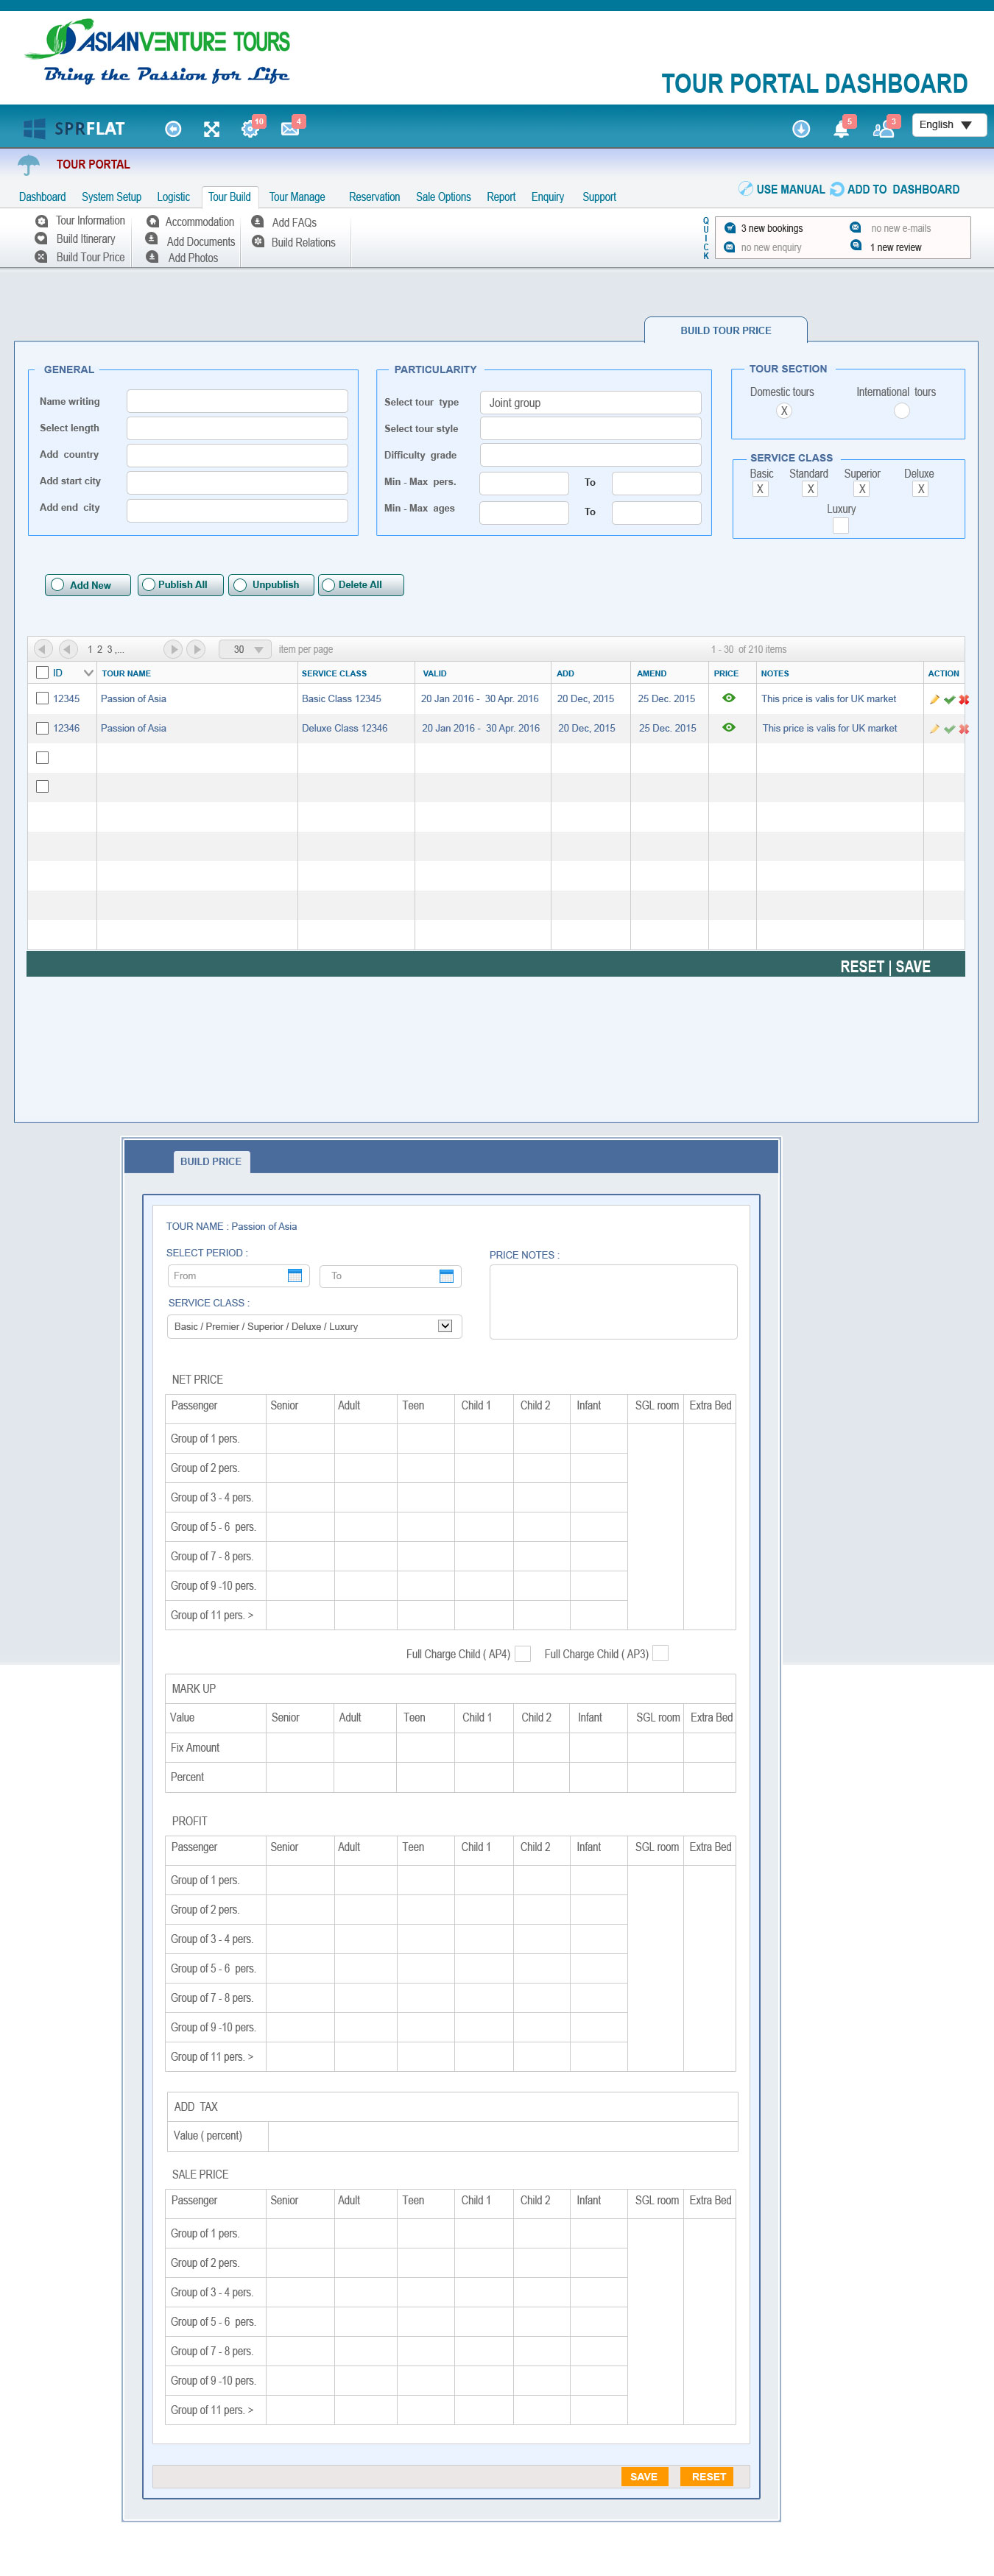 ASIANVENTURE TOURS
Bring the Passion for Life
TOUR PORTAL DASHBOARD
SPRFLAT 10 4 5 3 English
TOUR PORTAL
Dashboard System Setup Logistic Tour Build Tour Manage Reservation Sale Options Report Enquiry Support
USE MANUAL ADD TO DASHBOARD
Tour Information Accommodation Add FAQs
Build Itinerary Add Documents Build Relations
Build Tour Price Add Photos
QUICK
3 new bookings no new e-mails
no new enquiry 1 new review
BUILD TOUR PRICE
GENERAL
Name writing
Select length
Add country
Add start city
Add end city
PARTICULARITY
Select tour type Joint group
Select tour style
Difficulty grade
Min - Max pers. To
Min - Max ages To
TOUR SECTION
Domestic tours International tours
X
SERVICE CLASS
Basic Standard Superior Deluxe
X X X X
Luxury
Add New Publish All Unpublish Delete All
1 2 3 ,... 30 item per page 1 - 30 of 210 items
ID TOUR NAME SERVICE CLASS VALID ADD AMEND PRICE NOTES ACTION
12345 Passion of Asia Basic Class 12345 20 Jan 2016 - 30 Apr. 2016 20 Dec, 2015 25 Dec. 2015 This price is valis for UK market
12346 Passion of Asia Deluxe Class 12346 20 Jan 2016 - 30 Apr. 2016 20 Dec, 2015 25 Dec. 2015 This price is valis for UK market
RESET | SAVE
BUILD PRICE
TOUR NAME : Passion of Asia
SELECT PERIOD : PRICE NOTES :
From To
SERVICE CLASS :
Basic / Premier / Superior / Deluxe / Luxury
NET PRICE
Passenger Senior Adult Teen Child 1 Child 2 Infant SGL room Extra Bed
Group of 1 pers.
Group of 2 pers.
Group of 3 - 4 pers.
Group of 5 - 6 pers.
Group of 7 - 8 pers.
Group of 9 -10 pers.
Group of 11 pers. >
Full Charge Child ( AP4) Full Charge Child ( AP3)
MARK UP
Value Senior Adult Teen Child 1 Child 2 Infant SGL room Extra Bed
Fix Amount
Percent
PROFIT
Passenger Senior Adult Teen Child 1 Child 2 Infant SGL room Extra Bed
Group of 1 pers.
Group of 2 pers.
Group of 3 - 4 pers.
Group of 5 - 6 pers.
Group of 7 - 8 pers.
Group of 9 -10 pers.
Group of 11 pers. >
ADD TAX
Value ( percent)
SALE PRICE
Passenger Senior Adult Teen Child 1 Child 2 Infant SGL room Extra Bed
Group of 1 pers.
Group of 2 pers.
Group of 3 - 4 pers.
Group of 5 - 6 pers.
Group of 7 - 8 pers.
Group of 9 -10 pers.
Group of 11 pers. >
SAVE RESET